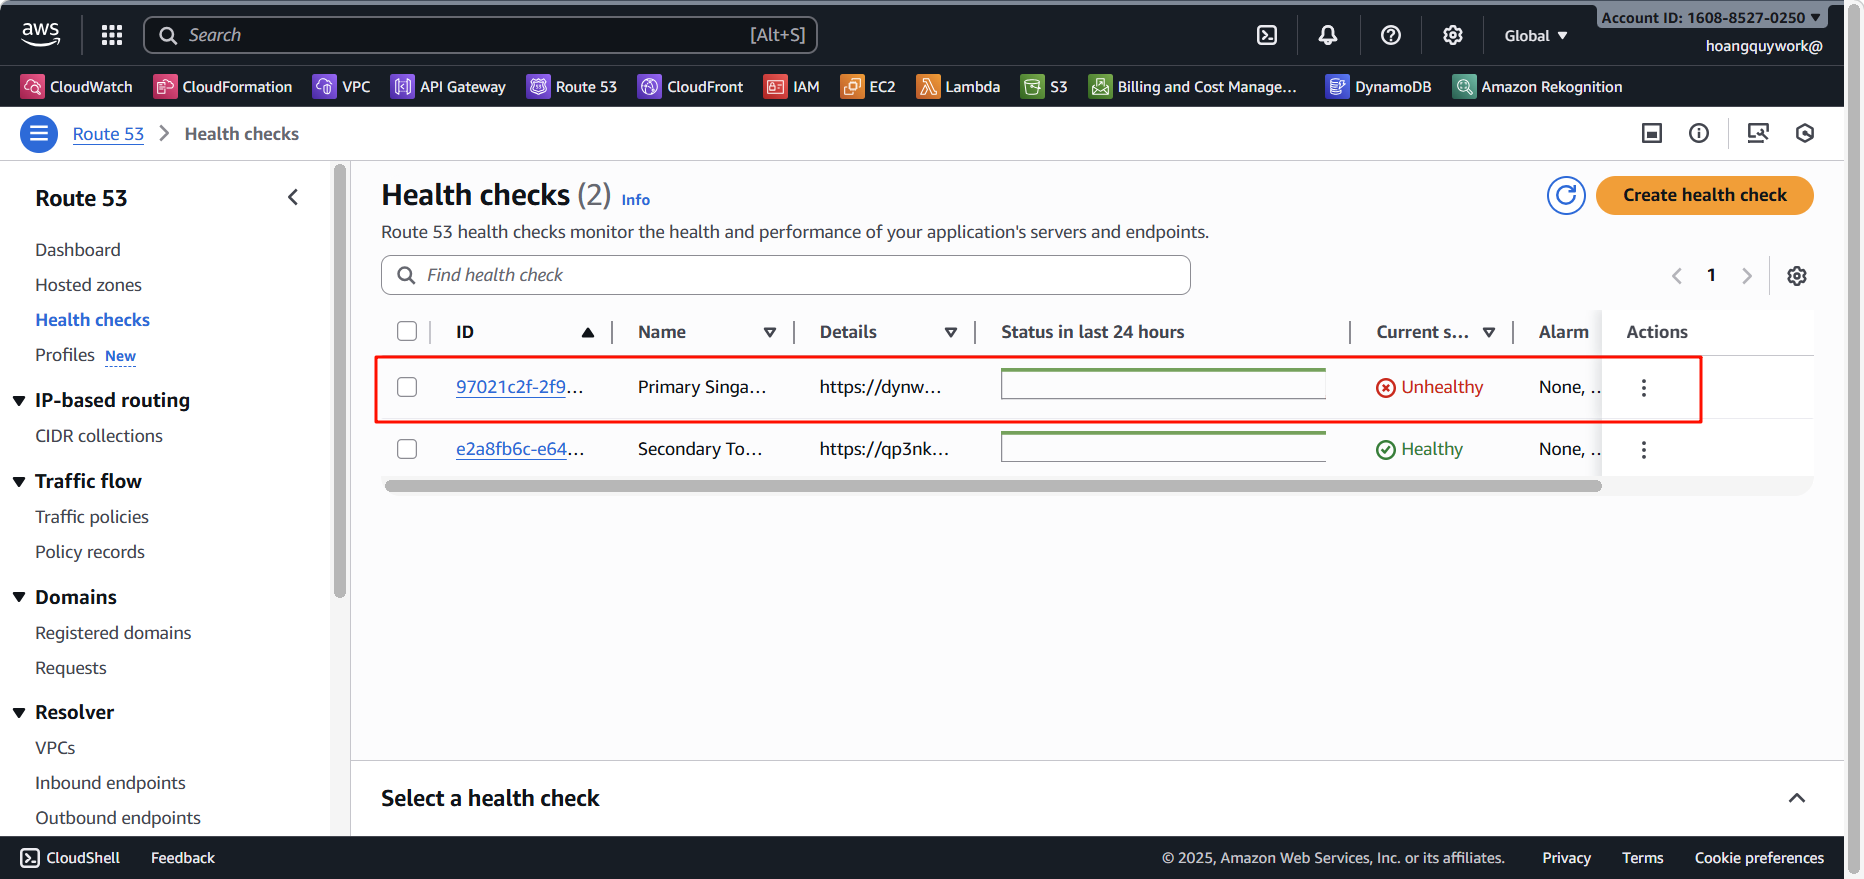 aws
Search [Alt+S]
Global ▼
Account ID: 1608-8527-0250 ▼
hoangquywork@
CloudWatch CloudFormation VPC API Gateway Route 53 CloudFront IAM EC2 Lambda S3 Billing and Cost Manage... DynamoDB Amazon Rekognition
Route 53 Health checks
Route 53
Dashboard
Hosted zones
Health checks
Profiles New
IP-based routing
CIDR collections
Traffic flow
Traffic policies
Policy records
Domains
Registered domains
Requests
Resolver
VPCs
Inbound endpoints
Outbound endpoints
Health checks (2) Info
Create health check
Route 53 health checks monitor the health and performance of your application's servers and endpoints.
Find health check
1
ID Name Details Status in last 24 hours Current s... Alarm Actions
97021c2f-2f9... Primary Singa... https://dynw... Unhealthy None, ..
e2a8fb6c-e64... Secondary To... https://qp3nk... Healthy None, ..
Select a health check
CloudShell Feedback © 2025, Amazon Web Services, Inc. or its affiliates. Privacy Terms Cookie preferences